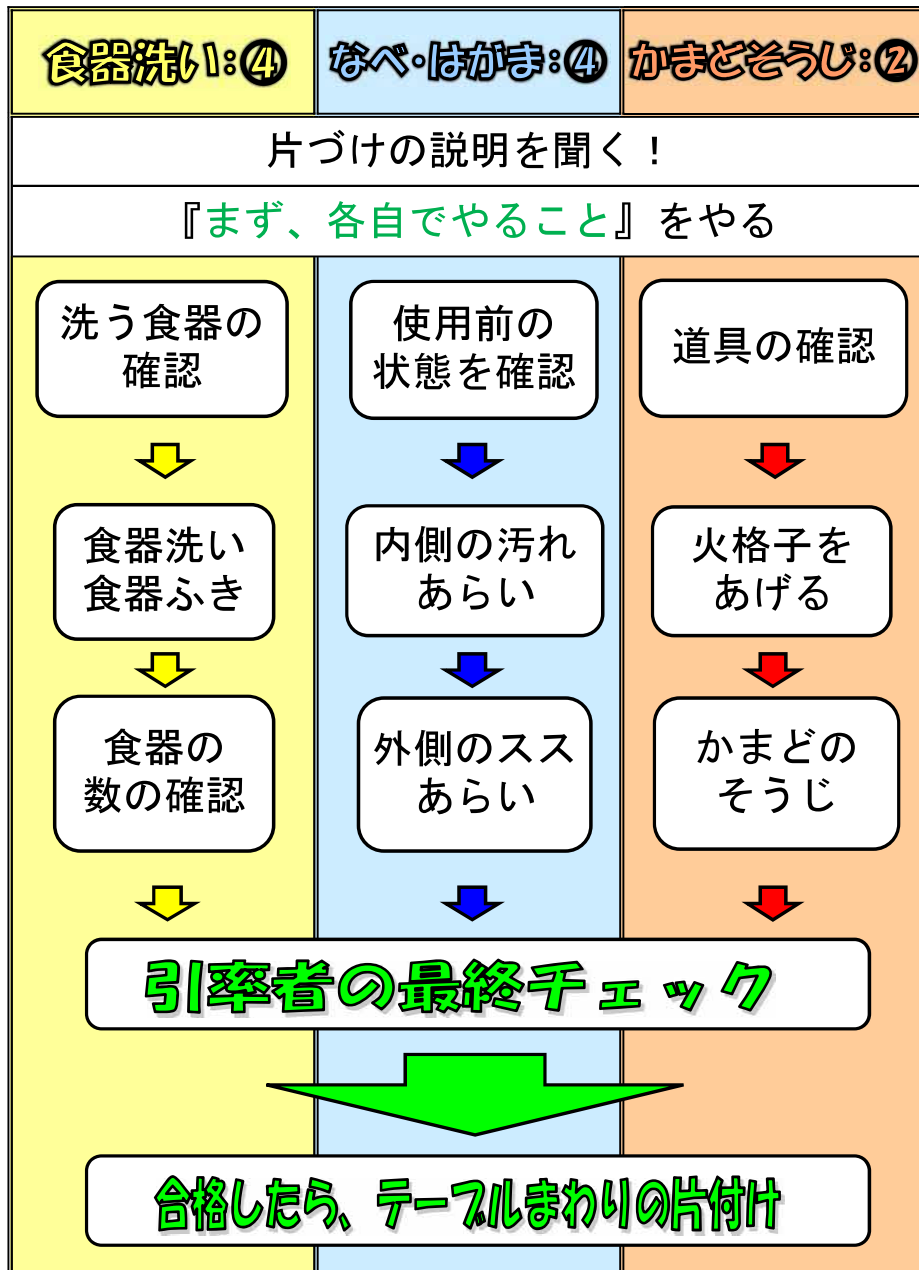 食器洗い:④
なべ・はがま:④
かまどそうじ:②
片づけの説明を聞く！
『まず、各自でやること』をやる
洗う食器の
確認
使用前の
状態を確認
道具の確認
食器洗い
食器ふき
内側の汚れ
あらい
火格子を
あげる
食器の
数の確認
外側のスス
あらい
かまどの
そうじ
引率者の最終チェック
合格したら、テーブルまわりの片付け